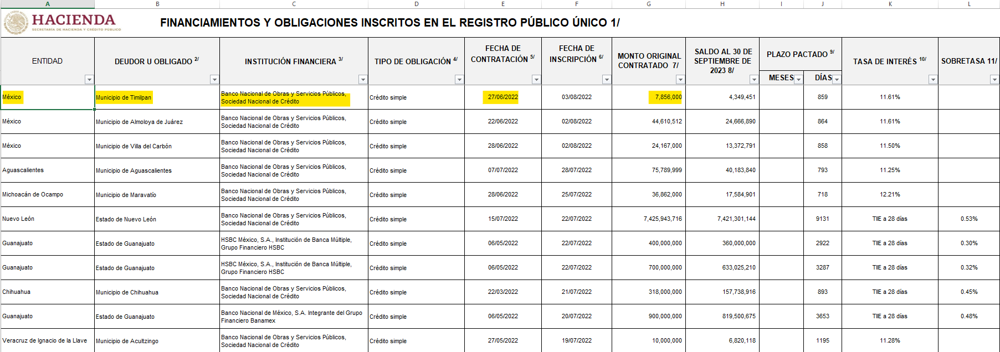 A B C D E F G H I J K L
HACIENDA
SECRETARÍA DE HACIENDA Y CRÉDITO PÚBLICO
FINANCIAMIENTOS Y OBLIGACIONES INSCRITOS EN EL REGISTRO PÚBLICO ÚNICO 1/
ENTIDAD
DEUDOR U OBLIGADO 2/
INSTITUCIÓN FINANCIERA 3/
TIPO DE OBLIGACIÓN 4/
FECHA DE
CONTRATACIÓN 5/
FECHA DE
INSCRIPCIÓN 6/
MONTO ORIGINAL
CONTRATADO 7/
SALDO AL 30 DE
SEPTIEMBRE DE
2023 8/
PLAZO PACTADO 9/
MESES
DÍAS
TASA DE INTERÉS 10/
SOBRETASA 11/
México
Municipio de Timilpan
Banco Nacional de Obras y Servicios Públicos,
Sociedad Nacional de Crédito
Crédito simple
27/06/2022
03/08/2022
7,856,000
4,349,451
859
11.61%
México
Municipio de Almoloya de Juárez
Banco Nacional de Obras y Servicios Públicos,
Sociedad Nacional de Crédito
Crédito simple
22/06/2022
02/08/2022
44,610,512
24,666,890
864
11.61%
México
Municipio de Villa del Carbón
Banco Nacional de Obras y Servicios Públicos,
Sociedad Nacional de Crédito
Crédito simple
28/06/2022
02/08/2022
24,167,000
13,372,791
858
11.50%
Aguascalientes
Municipio de Aguascalientes
Banco Nacional de Obras y Servicios Públicos,
Sociedad Nacional de Crédito
Crédito simple
07/07/2022
28/07/2022
75,789,999
40,183,840
793
11.25%
Michoacán de Ocampo
Municipio de Maravatío
Banco Nacional de Obras y Servicios Públicos,
Sociedad Nacional de Crédito
Crédito simple
28/06/2022
25/07/2022
36,862,000
17,584,901
718
12.21%
Nuevo León
Estado de Nuevo León
Banco Nacional de Obras y Servicios Públicos,
Sociedad Nacional de Crédito
Crédito simple
15/07/2022
22/07/2022
7,425,943,716
7,421,301,144
9131
TIIE a 28 días
0.53%
Guanajuato
Estado de Guanajuato
HSBC México, S.A., Institución de Banca Múltiple,
Grupo Financiero HSBC
Crédito simple
06/05/2022
22/07/2022
400,000,000
360,000,000
2922
TIIE a 28 días
0.30%
Guanajuato
Estado de Guanajuato
HSBC México, S.A., Institución de Banca Múltiple,
Grupo Financiero HSBC
Crédito simple
06/05/2022
22/07/2022
700,000,000
633,025,210
3287
TIIE a 28 días
0.32%
Chihuahua
Municipio de Chihuahua
Banco Nacional de Obras y Servicios Públicos,
Sociedad Nacional de Crédito
Crédito simple
22/03/2022
21/07/2022
318,000,000
157,738,916
893
TIIE a 28 días
0.45%
Guanajuato
Estado de Guanajuato
Banco Nacional de México, S.A. Integrante del Grupo
Financiero Banamex
Crédito simple
06/05/2022
20/07/2022
900,000,000
819,500,675
3653
TIIE a 28 días
0.48%
Veracruz de Ignacio de la Llave
Municipio de Acultzingo
Banco Nacional de Obras y Servicios Públicos,
Sociedad Nacional de Crédito
Crédito simple
27/05/2022
19/07/2022
10,000,000
6,820,118
1195
11.28%